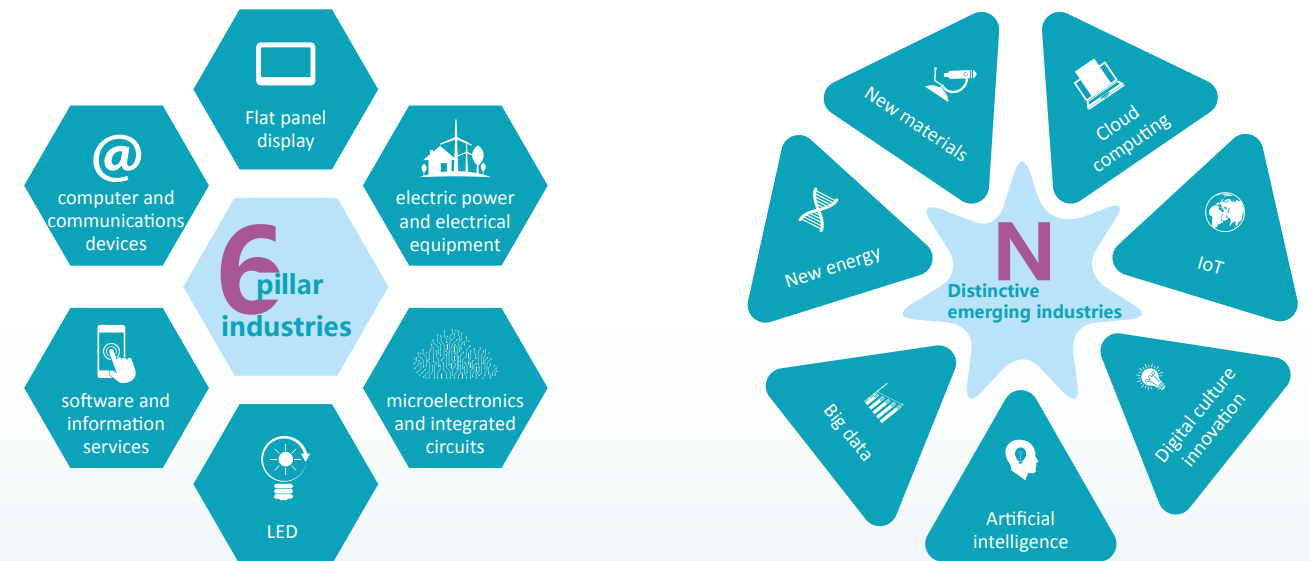 Flat panel
display
@
computer and
communications
devices
electric power
and electrical
equipment
6
pillar
industries
software and
information
services
microelectronics
and integrated
circuits
LED
New materials
Cloud
computing
New energy
IoT
N
Distinctive
emerging industries
Big data
Digital culture
innovation
Artificial
intelligence